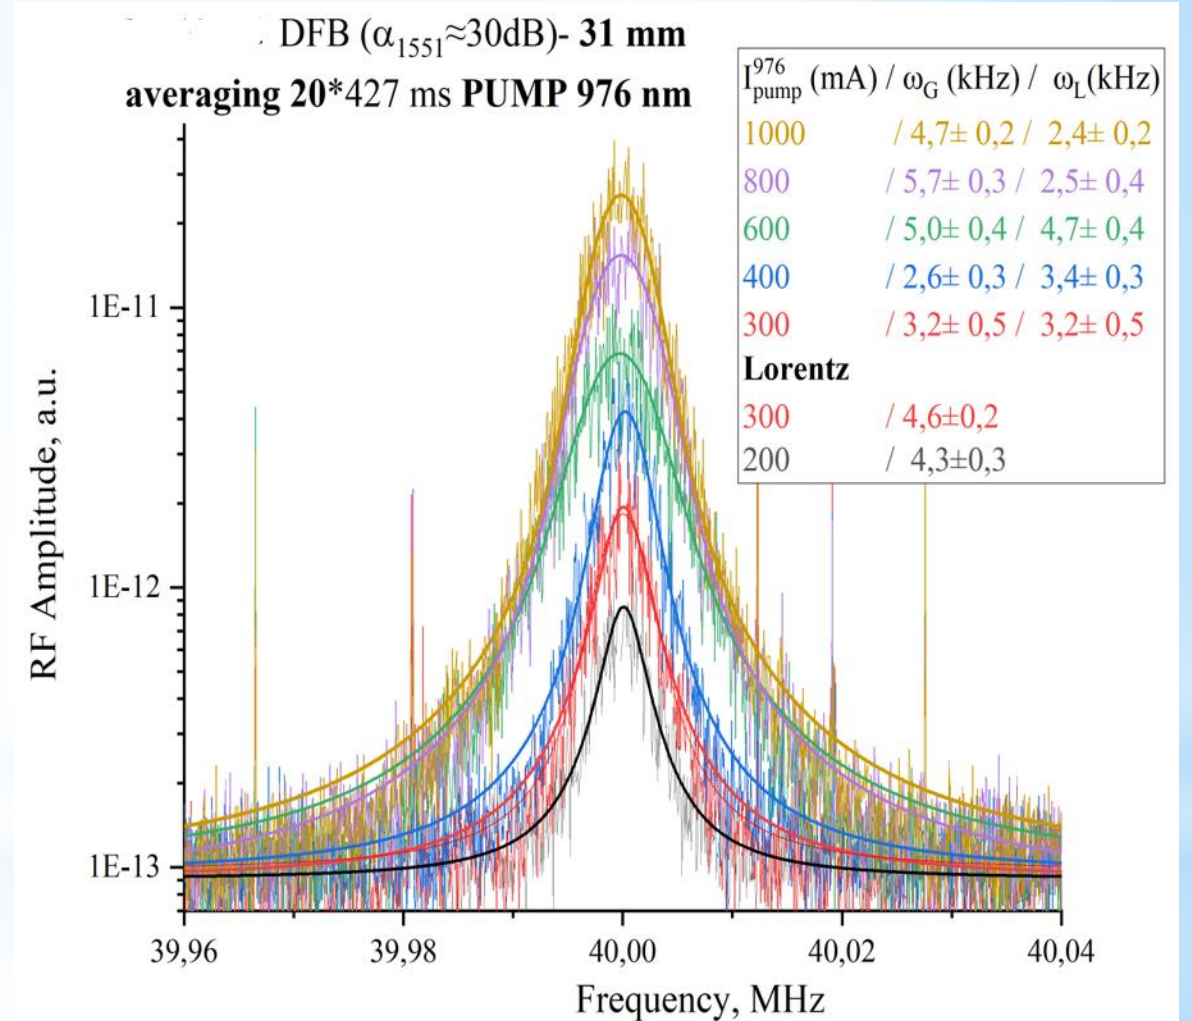 DFB (α1551≈30dB)- 31 mm
averaging 20*427 ms PUMP 976 nm
I976pump (mA) / ωG (kHz) / ωL(kHz)
1000 / 4,7± 0,2 / 2,4± 0,2
800 / 5,7± 0,3 / 2,5± 0,4
600 / 5,0± 0,4 / 4,7± 0,4
400 / 2,6± 0,3 / 3,4± 0,3
300 / 3,2± 0,5 / 3,2± 0,5
Lorentz
300 / 4,6±0,2
200 / 4,3±0,3
1E-11
1E-12
1E-13
RF Amplitude, a.u.
39,96 39,98 40,00 40,02 40,04
Frequency, MHz